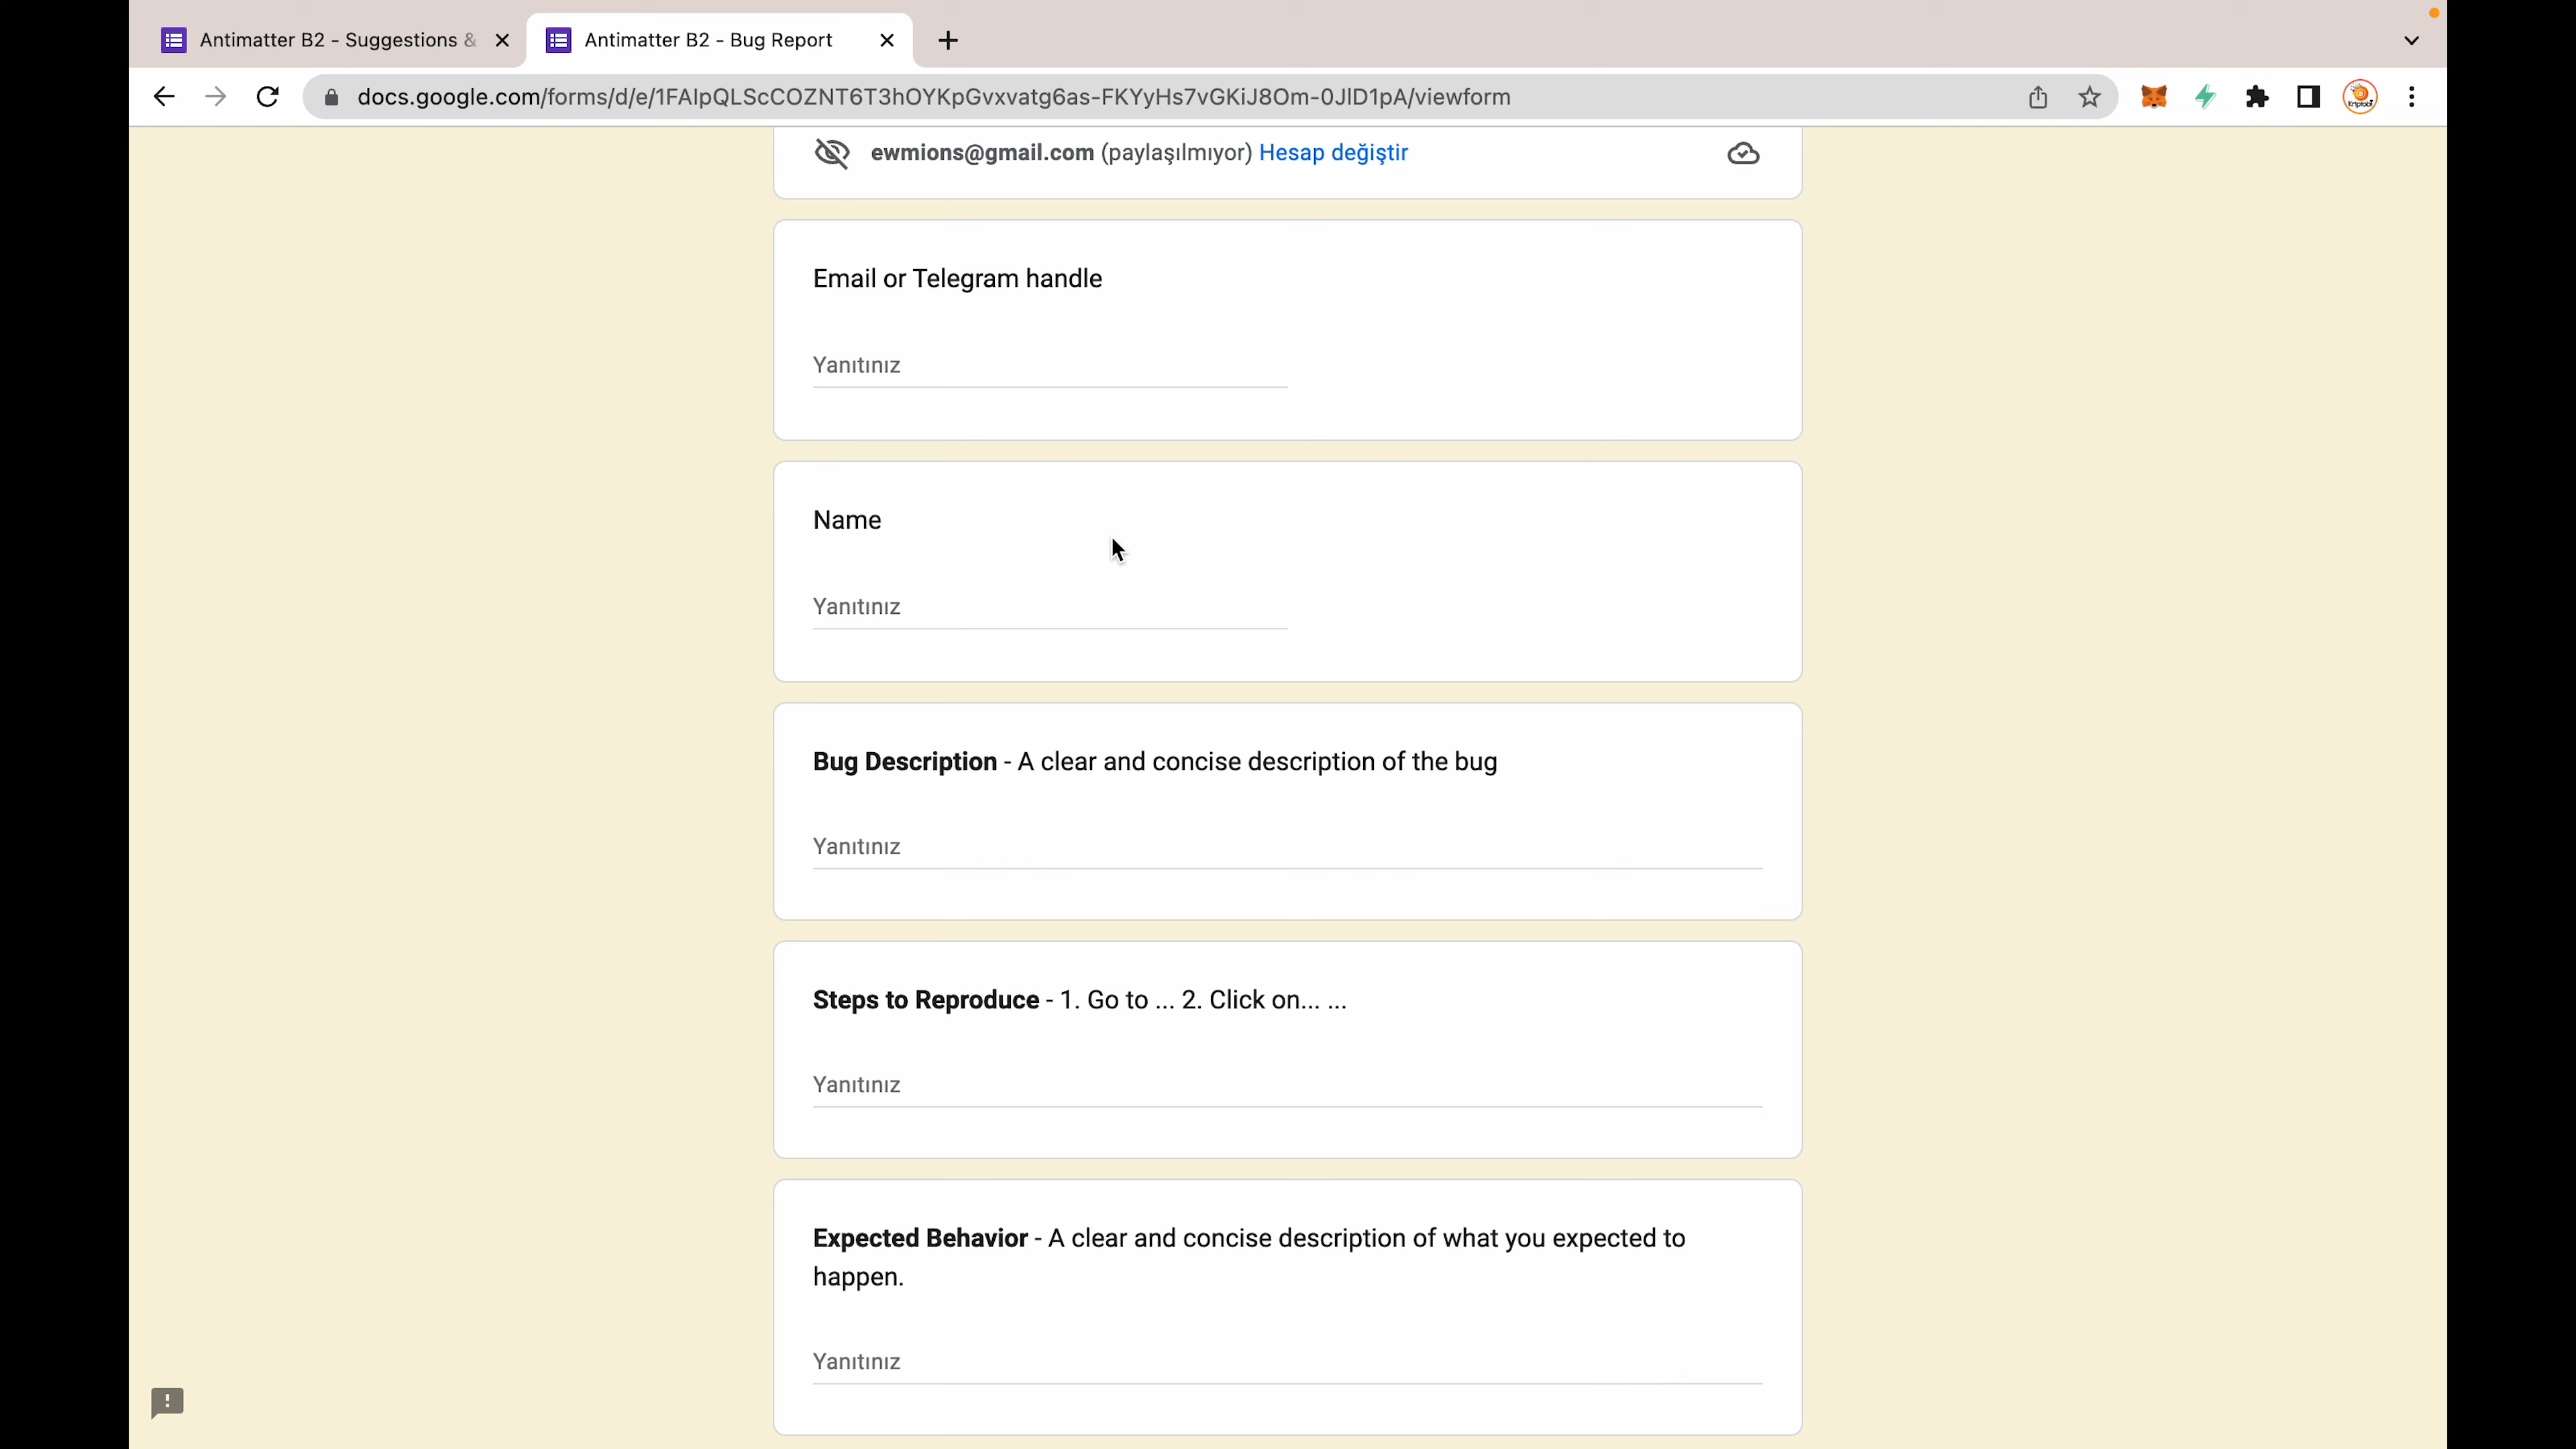 Antimatter B2 - Suggestions &
Antimatter B2 - Bug Report
docs.google.com/forms/d/e/1FAIpQLScCOZNT6T3hOYKpGvxvatg6as-FKYyHs7vGKiJ8Om-0JlD1pA/viewform
ewmions@gmail.com (paylaşılmıyor) Hesap değiştir
Email or Telegram handle
Yanıtınız
Name
Yanıtınız
Bug Description - A clear and concise description of the bug
Yanıtınız
Steps to Reproduce - 1. Go to ... 2. Click on... ...
Yanıtınız
Expected Behavior - A clear and concise description of what you expected to
happen.
Yanıtınız